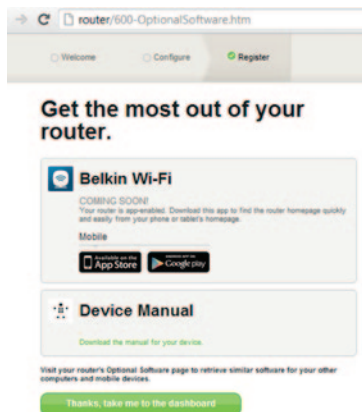 router/600-OptionalSoftware.htm
Welcome Configure Register
Get the most out of your
router.
Belkin Wi-Fi
COMING SOON!
Your router is app-enabled. Download this app to find the router homepage quickly
and easily from your phone or tablet's homepage.
Mobile
Available on the
App Store
Google play
Device Manual
Download the manual for your device.
Visit your router's Optional Software page to retrieve similar software for your other
computers and mobile devices.
Thanks, take me to the dashboard